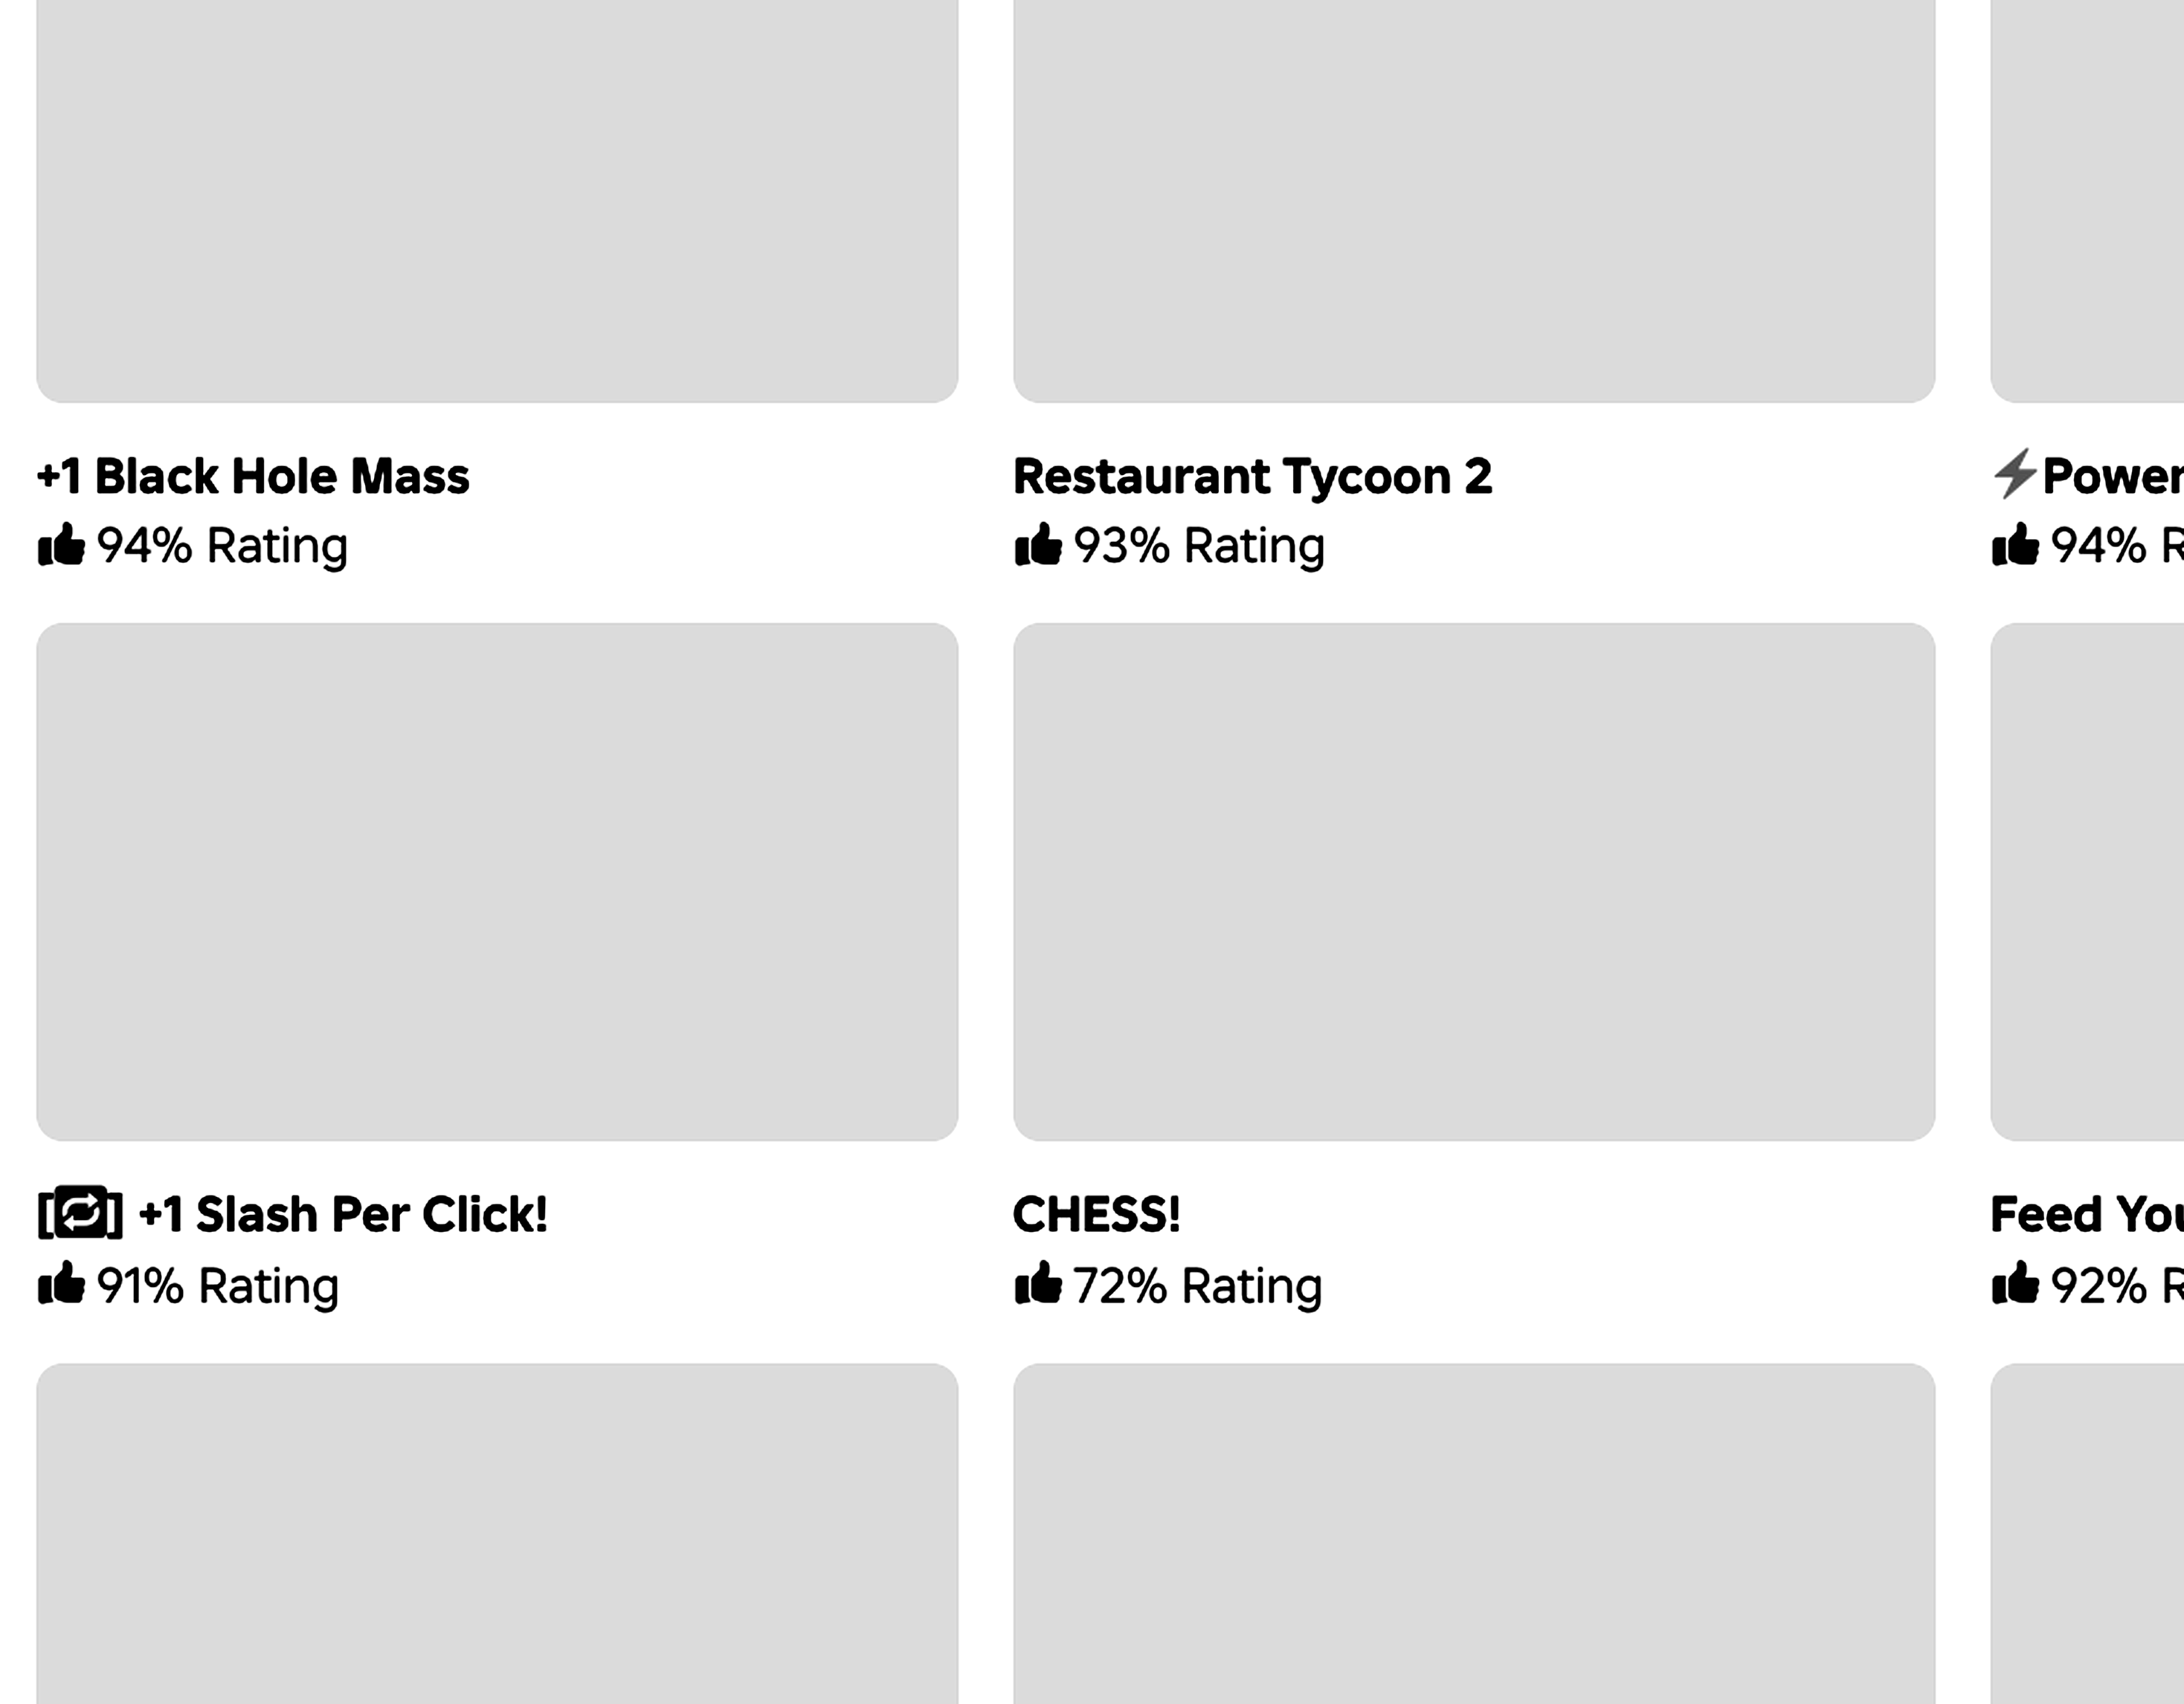 +1 Black Hole Mass
94% Rating
Restaurant Tycoon 2
93% Rating
⚡Power
94% R
[🔁] +1 Slash Per Click!
91% Rating
CHESS!
72% Rating
Feed You
92% R